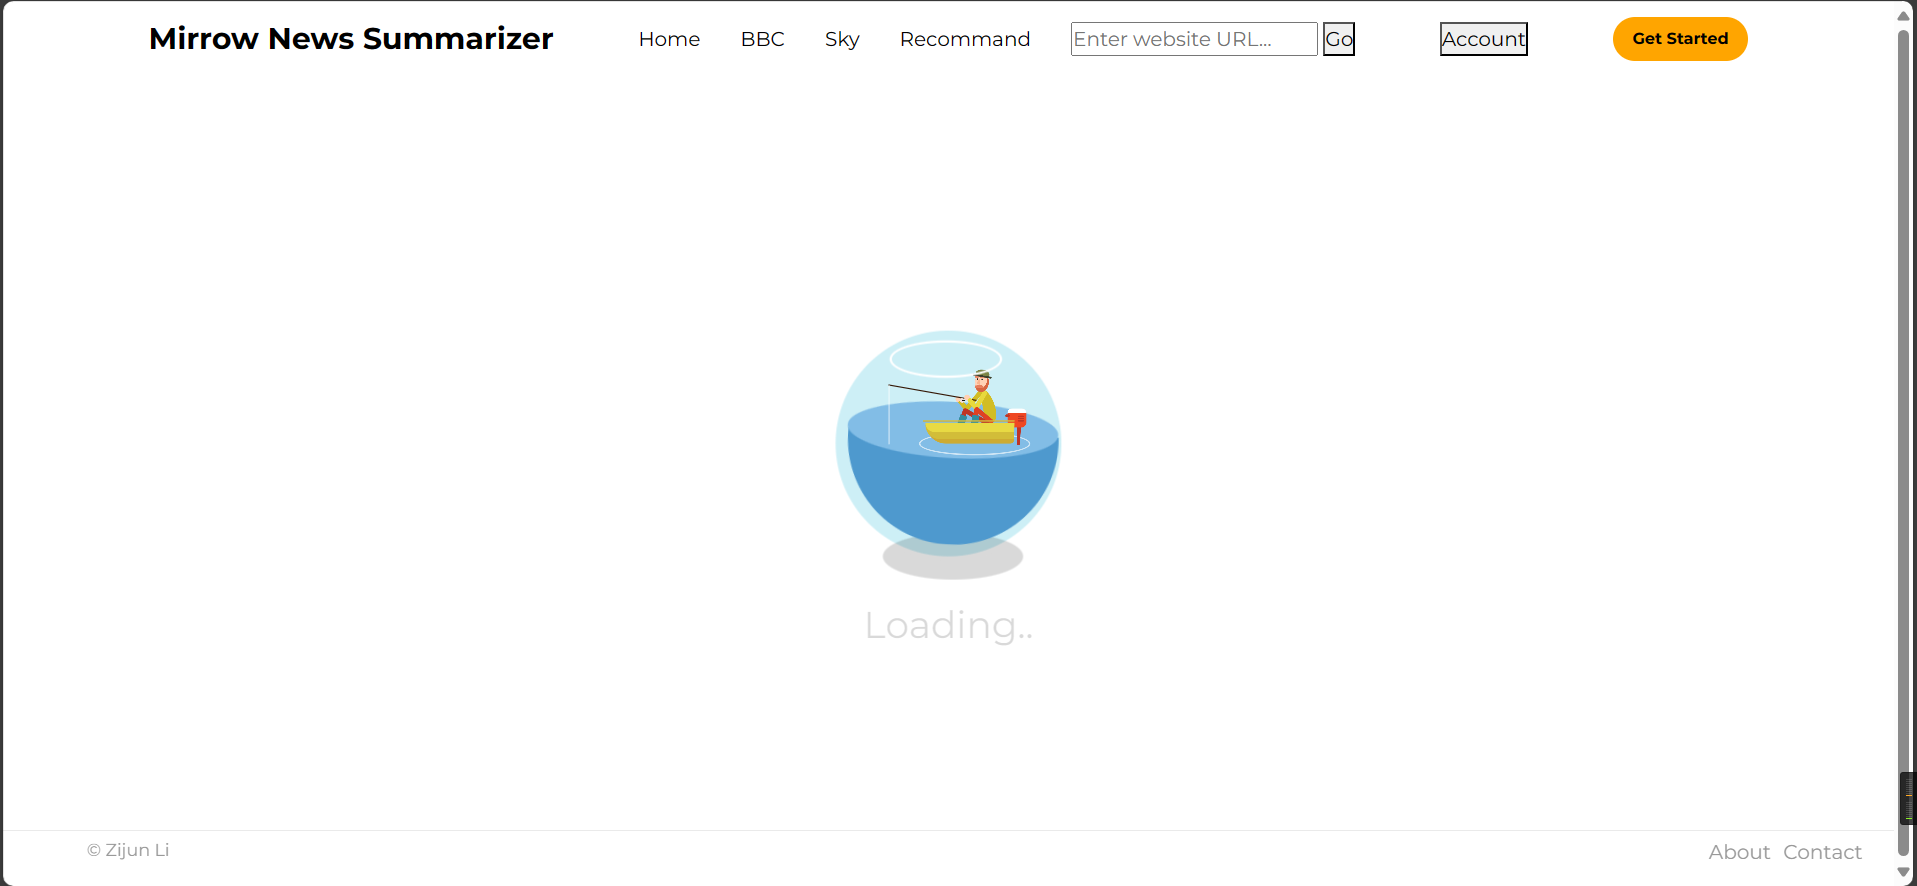 Mirrow News Summarizer Home BBC Sky Recommand Enter website URL... Go Account Get Started
Loading..
© Zijun Li About Contact